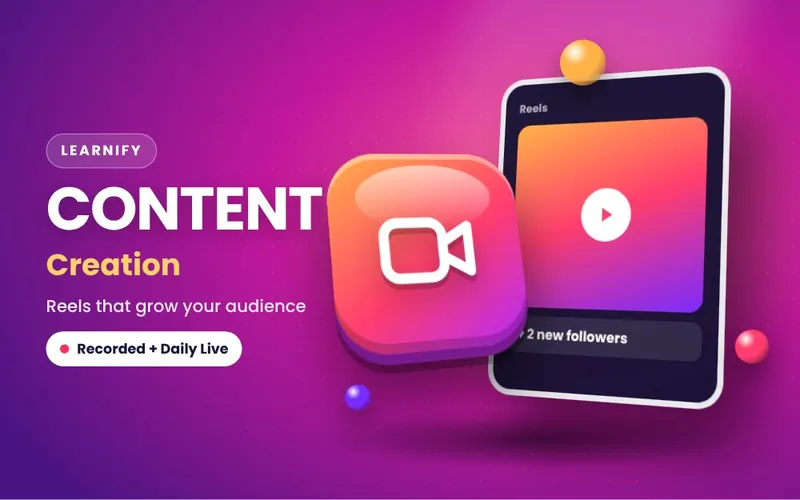 LEARNIFY
CONTENT
Creation
Reels that grow your audience
Recorded + Daily Live
Reels
2 new followers